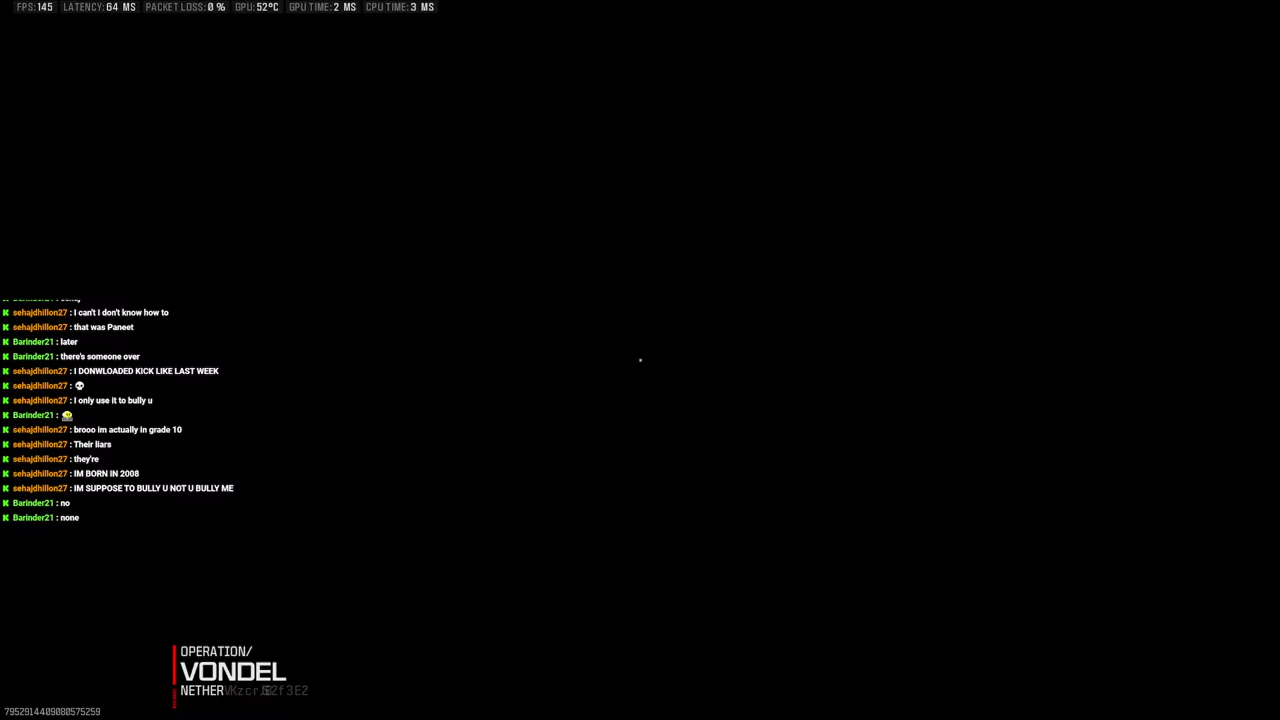 FPS: 145 LATENCY: 64 MS PACKET LOSS: 0 % GPU: 52°C GPU TIME: 2 MS CPU TIME: 3 MS
sehajdhillon27 : I can't I don't know how to
sehajdhillon27 : that was Paneet
Barinder21 : later
Barinder21 : there's someone over
sehajdhillon27 : I DONWLOADED KICK LIKE LAST WEEK
sehajdhillon27 : 💀
sehajdhillon27 : I only use it to bully u
Barinder21 :
sehajdhillon27 : brooo im actually in grade 10
sehajdhillon27 : Their liars
sehajdhillon27 : they're
sehajdhillon27 : IM BORN IN 2008
sehajdhillon27 : IM SUPPOSE TO BULLY U NOT U BULLY ME
Barinder21 : no
Barinder21 : none
OPERATION/
VONDEL
NETHER
7952914409080575259